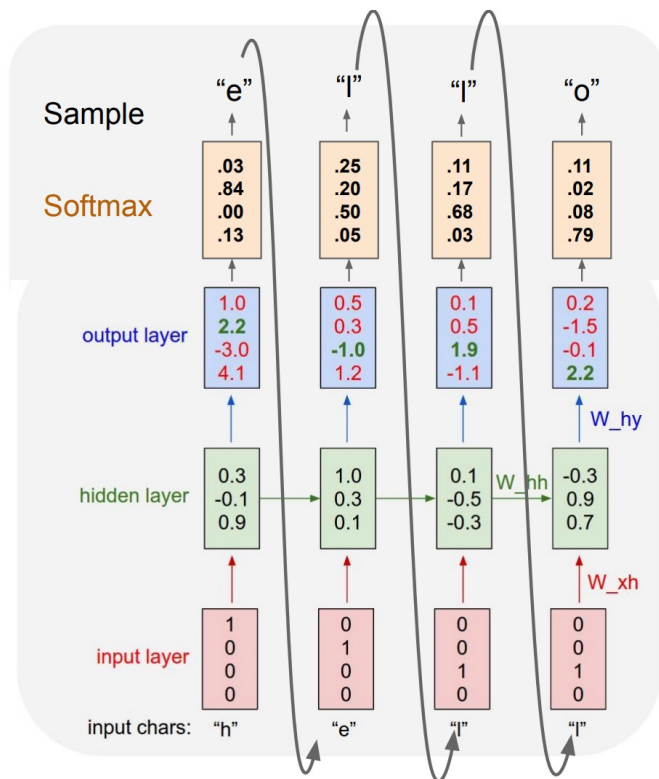 “e” “l” “l” “o”
Sample
Softmax
.03 .25 .11 .11
.84 .20 .17 .02
.00 .50 .68 .08
.13 .05 .03 .79
output layer
1.0 0.5 0.1 0.2
2.2 0.3 0.5 -1.5
-3.0 -1.0 1.9 -0.1
4.1 1.2 -1.1 2.2
W_hy
hidden layer
0.3 1.0 0.1 -0.3
-0.1 0.3 -0.5 0.9
0.9 0.1 -0.3 0.7
W_hh
W_xh
input layer
1 0 0 0
0 1 0 0
0 0 1 1
0 0 0 0
input chars: “h” “e” “l” “l”